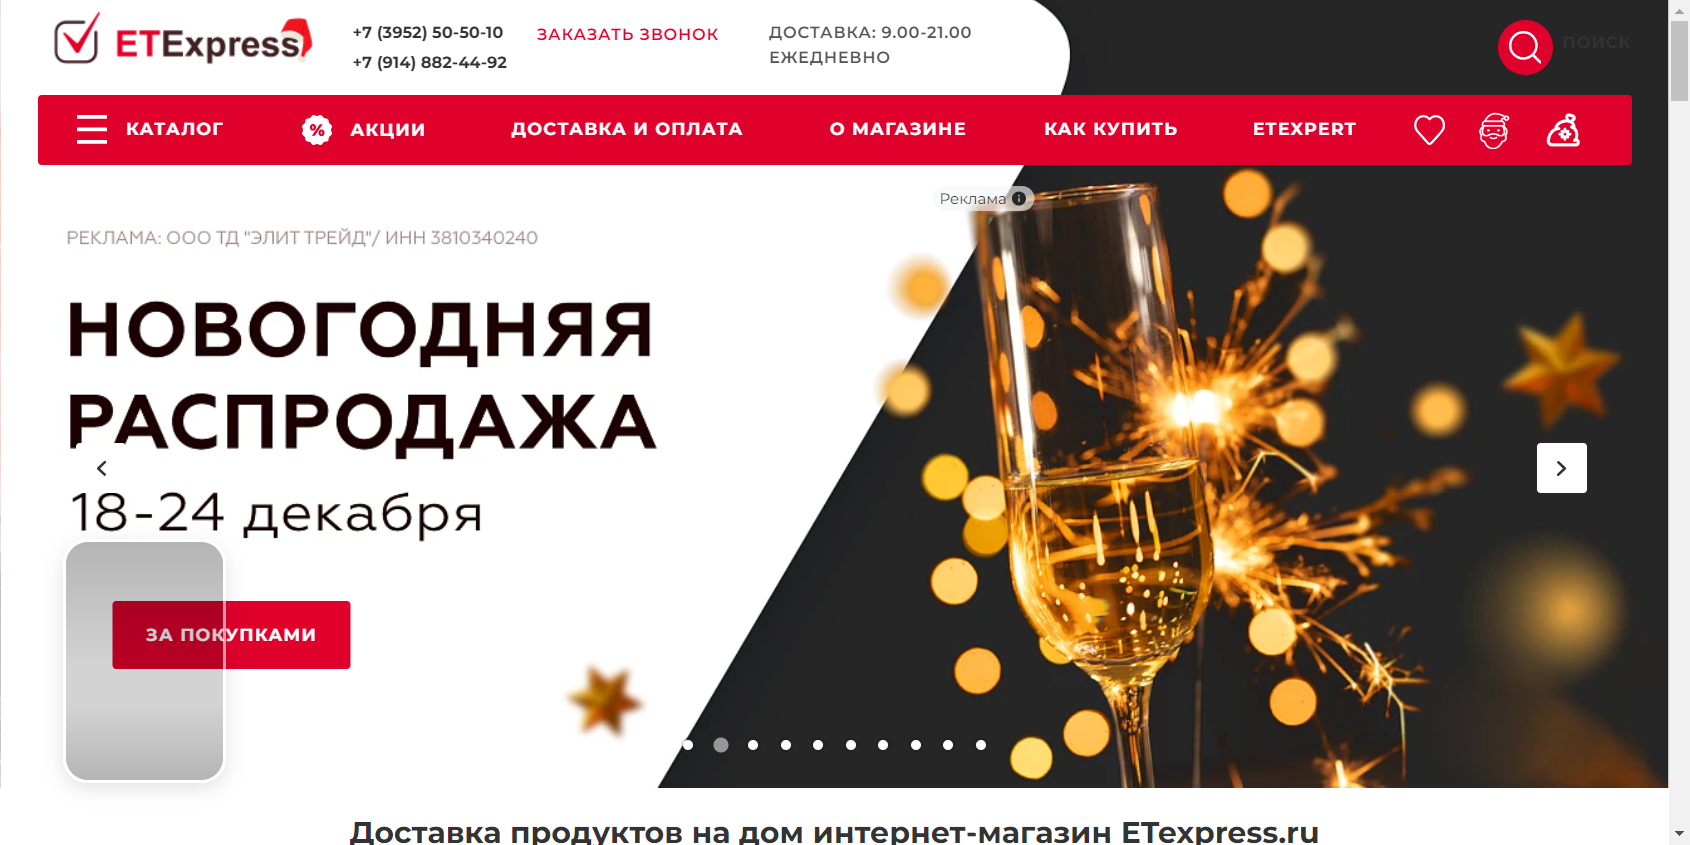 ETExpress
+7 (3952) 50-50-10
+7 (914) 882-44-92
ЗАКАЗАТЬ ЗВОНОК
ДОСТАВКА: 9.00-21.00
ЕЖЕДНЕВНО
ПОИСК
КАТАЛОГ
%
АКЦИИ
ДОСТАВКА И ОПЛАТА
О МАГАЗИНЕ
КАК КУПИТЬ
ETEXPERT
Реклама
РЕКЛАМА: ООО ТД "ЭЛИТ ТРЕЙД"/ ИНН 3810340240
НОВОГОДНЯЯ
РАСПРОДАЖА
18-24 декабря
ЗА ПОКУПКАМИ
Доставка продуктов на дом интернет-магазин ETexpress.ru